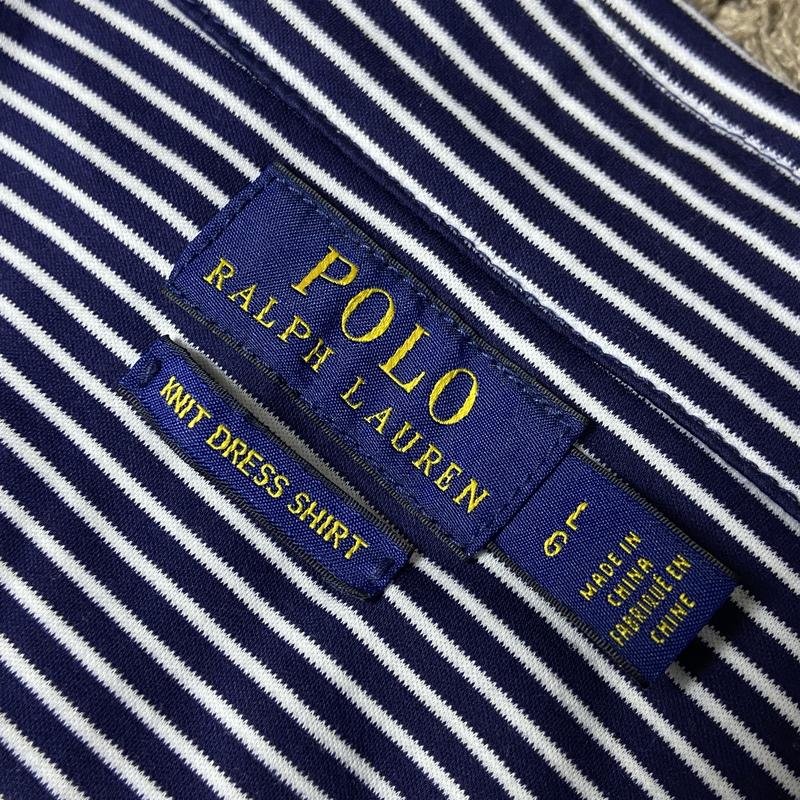 POLO
RALPH LAUREN
KNIT DRESS SHIRT
L
G
MADE IN
CHINA
FABRIQUÉ EN
CHINE